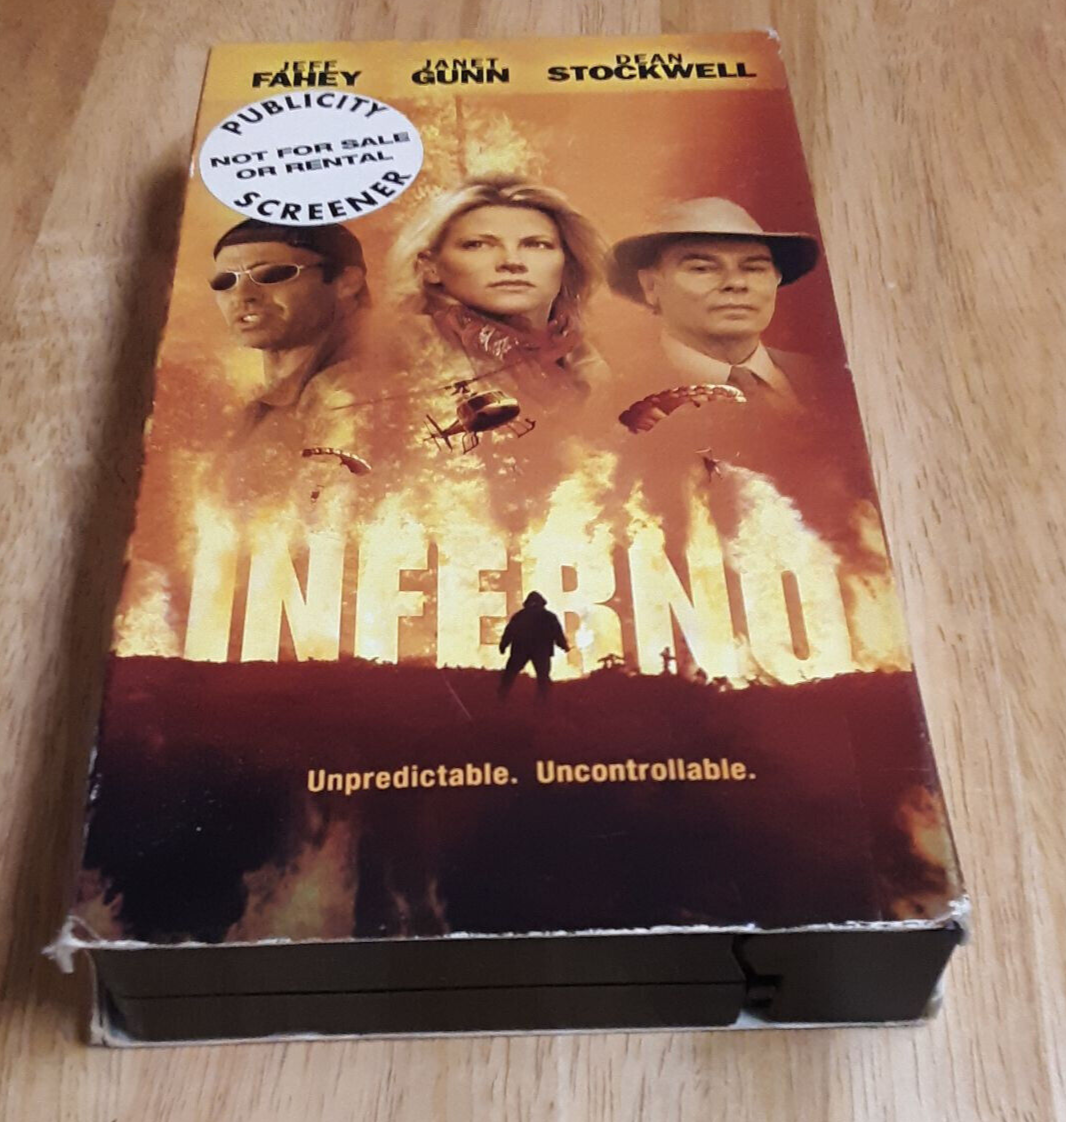 JEFF
FAHEY
JANET
GUNN
DEAN
STOCKWELL
PUBLICITY
NOT FOR SALE
OR RENTAL
SCREENER
INFERNO
Unpredictable. Uncontrollable.